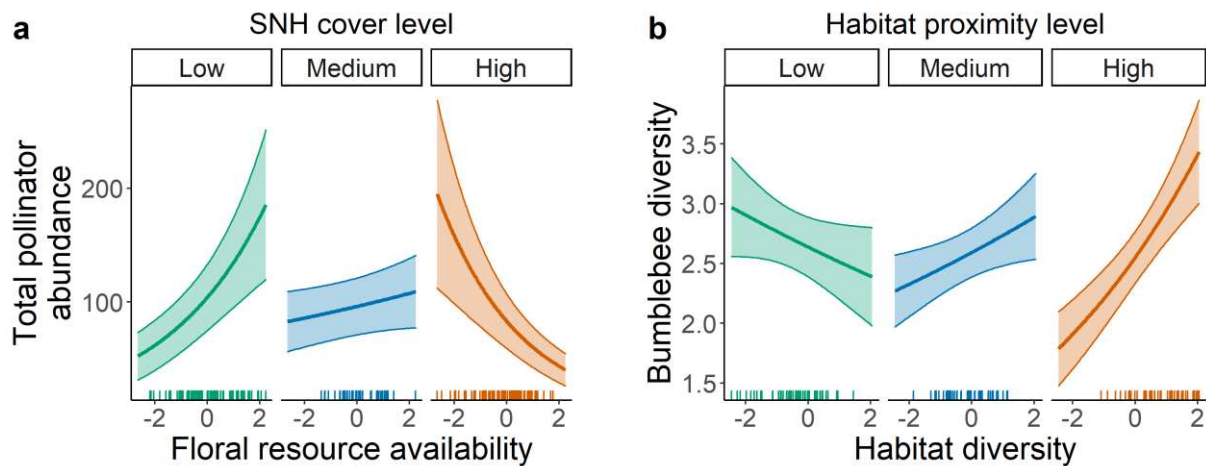 a
SNH cover level
Low Medium High
Total pollinator
abundance
200
100
-2 0 2 -2 0 2 -2 0 2
Floral resource availability
b
Habitat proximity level
Low Medium High
Bumblebee diversity
3.5
3.0
2.5
2.0
1.5
-2 0 2 -2 0 2 -2 0 2
Habitat diversity